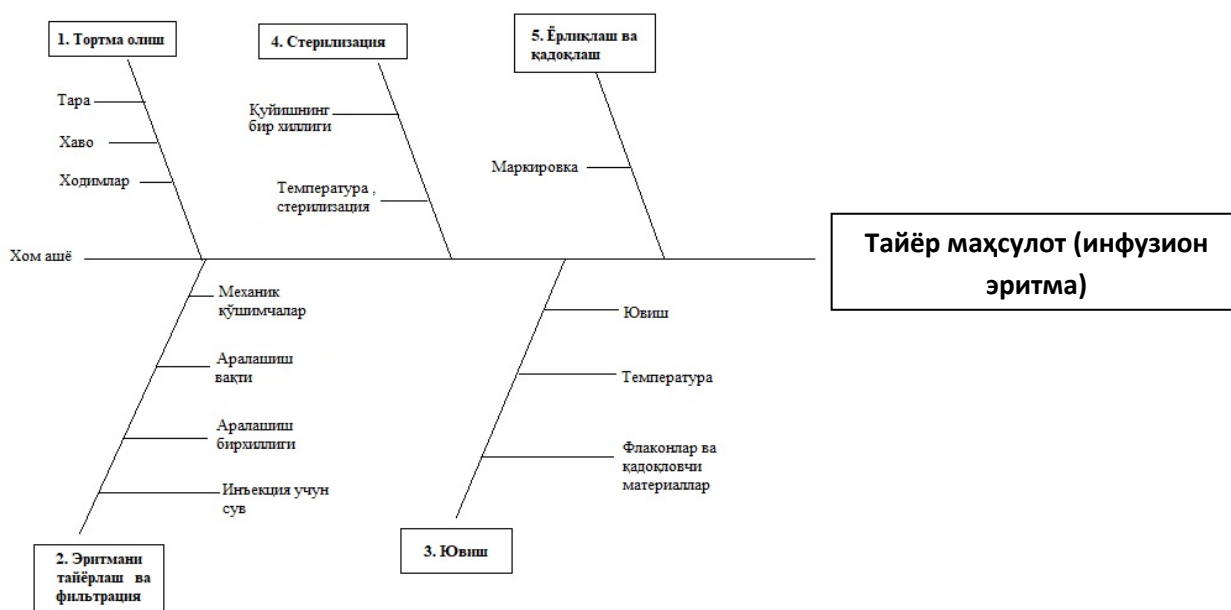 1. Тортма олиш
Тара
Хаво
Ходимлар
4. Стерилизация
Қуйишнинг
бир хиллиги
Температура ,
стерилизация
5. Ёрлиқлаш ва
қадоқлаш
Маркировка
Хом ашё
Тайёр маҳсулот (инфузион
эритма)
Механик
қўшимчалар
Аралашиш
вақти
Аралашиш
бирхиллиги
Инъекция учун
сув
2. Эритмани
тайёрлаш ва
фильтрация
Ювиш
Температура
Флаконлар ва
қадоқловчи
материаллар
3. Ювиш